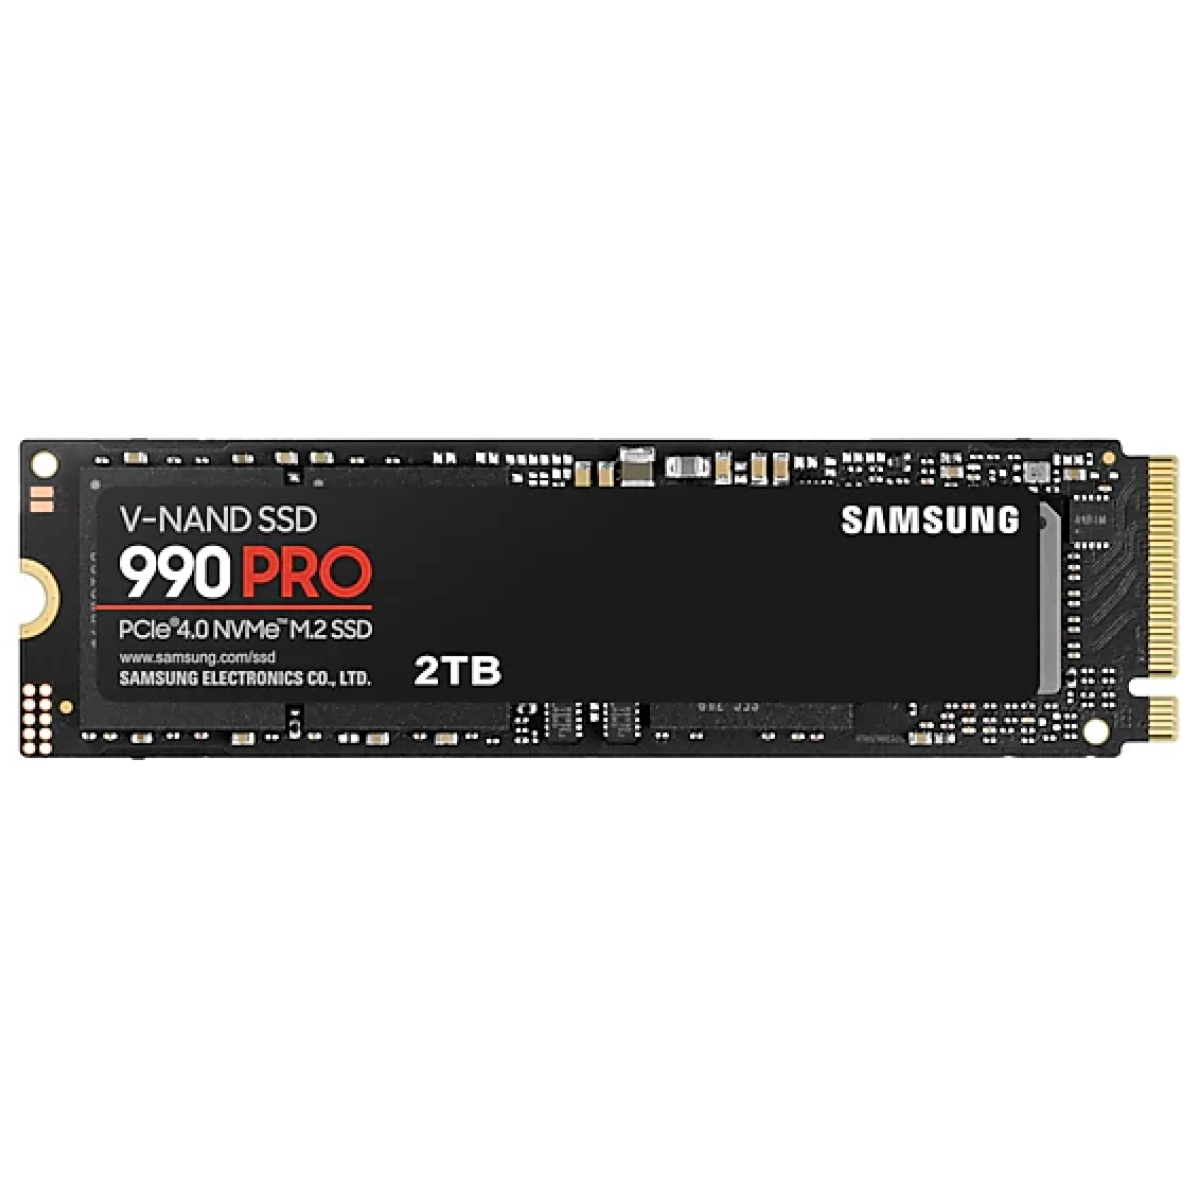 V-NAND SSD
SAMSUNG
990 PRO
PCIe®4.0 NVMe™ M.2 SSD
www.samsung.com/ssd
SAMSUNG ELECTRONICS CO., LTD.
2TB